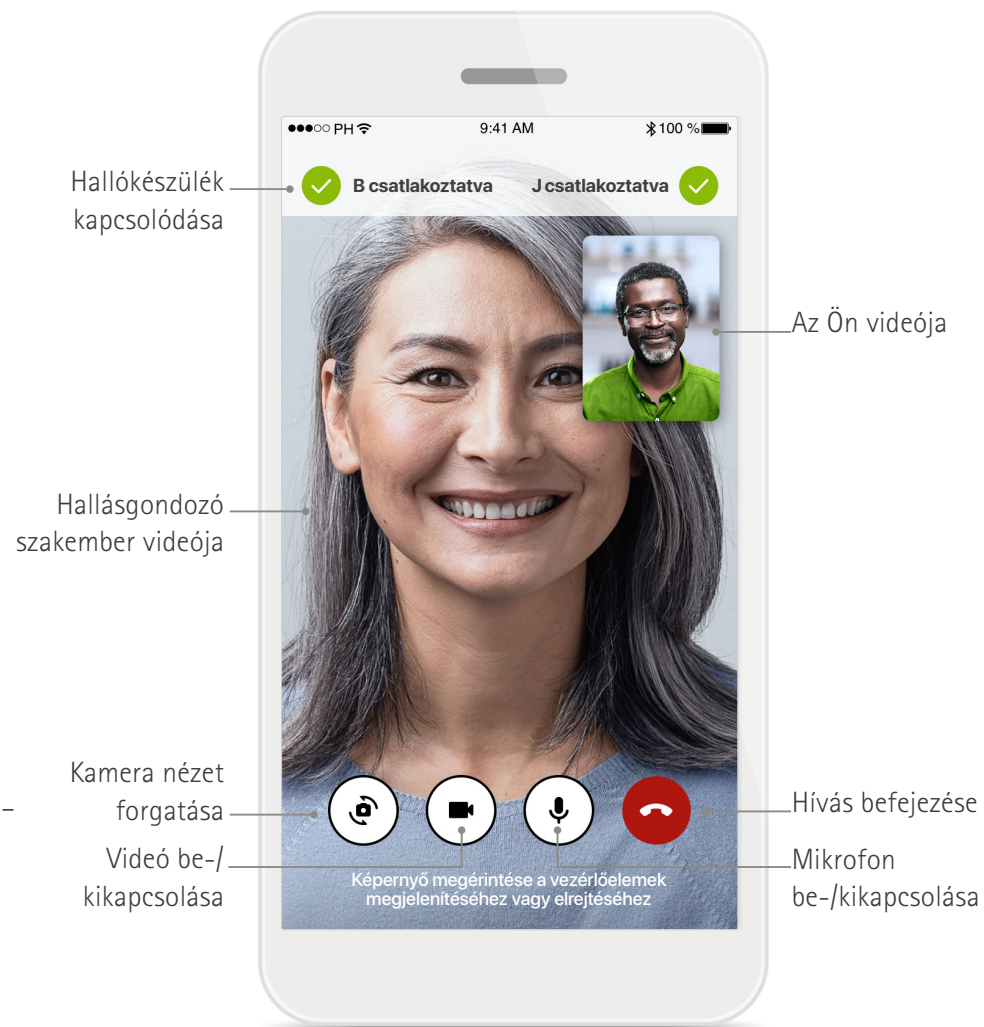 PH 9:41 AM 100 %
B csatlakoztatva J csatlakoztatva
Hallókészülék
kapcsolódása
Az Ön videója
Hallásgondozó
szakember videója
Kamera nézet
forgatása
–
Videó be-/
kikapcsolása
Hívás befejezése
Mikrofon
be-/kikapcsolása
Képernyő megérintése a vezérlőelemek
megjelenítéséhez vagy elrejtéséhez